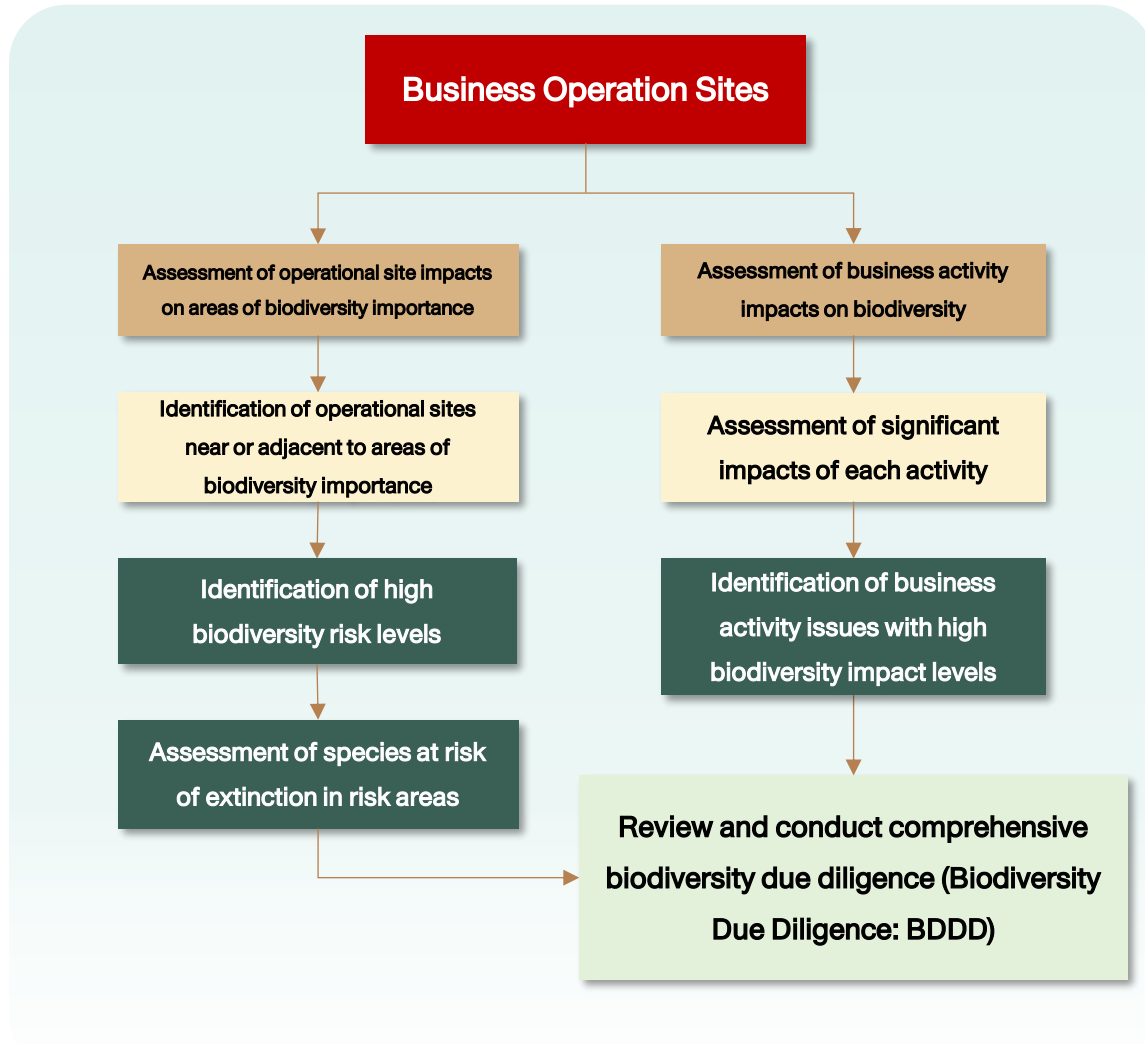 Business Operation Sites
Assessment of operational site impacts
on areas of biodiversity importance
Identification of operational sites
near or adjacent to areas of
biodiversity importance
Identification of high
biodiversity risk levels
Assessment of species at risk
of extinction in risk areas
Assessment of business activity
impacts on biodiversity
Assessment of significant
impacts of each activity
Identification of business
activity issues with high
biodiversity impact levels
Review and conduct comprehensive
biodiversity due diligence (Biodiversity
Due Diligence: BDDD)